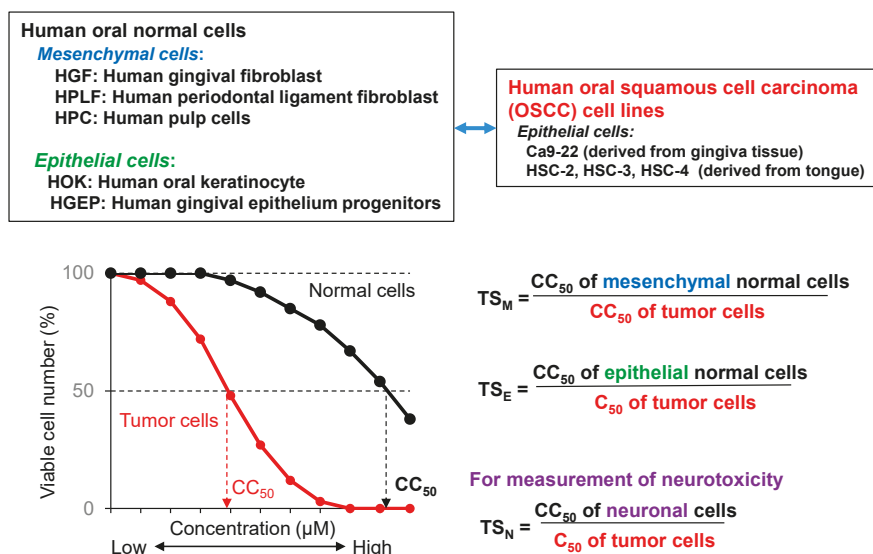 Human oral normal cells
Mesenchymal cells:
HGF: Human gingival fibroblast
HPLF: Human periodontal ligament fibroblast
HPC: Human pulp cells
Epithelial cells:
HOK: Human oral keratinocyte
HGEP: Human gingival epithelium progenitors
Human oral squamous cell carcinoma
(OSCC) cell lines
Epithelial cells:
Ca9-22 (derived from gingiva tissue)
HSC-2, HSC-3, HSC-4 (derived from tongue)
Viable cell number (%)
100
50
0
Normal cells
Tumor cells
CC50
CC50
Concentration (µM)
Low
High
TSM =
CC50 of mesenchymal normal cells
CC50 of tumor cells
TSE =
CC50 of epithelial normal cells
C50 of tumor cells
For measurement of neurotoxicity
TSN =
CC50 of neuronal cells
C50 of tumor cells